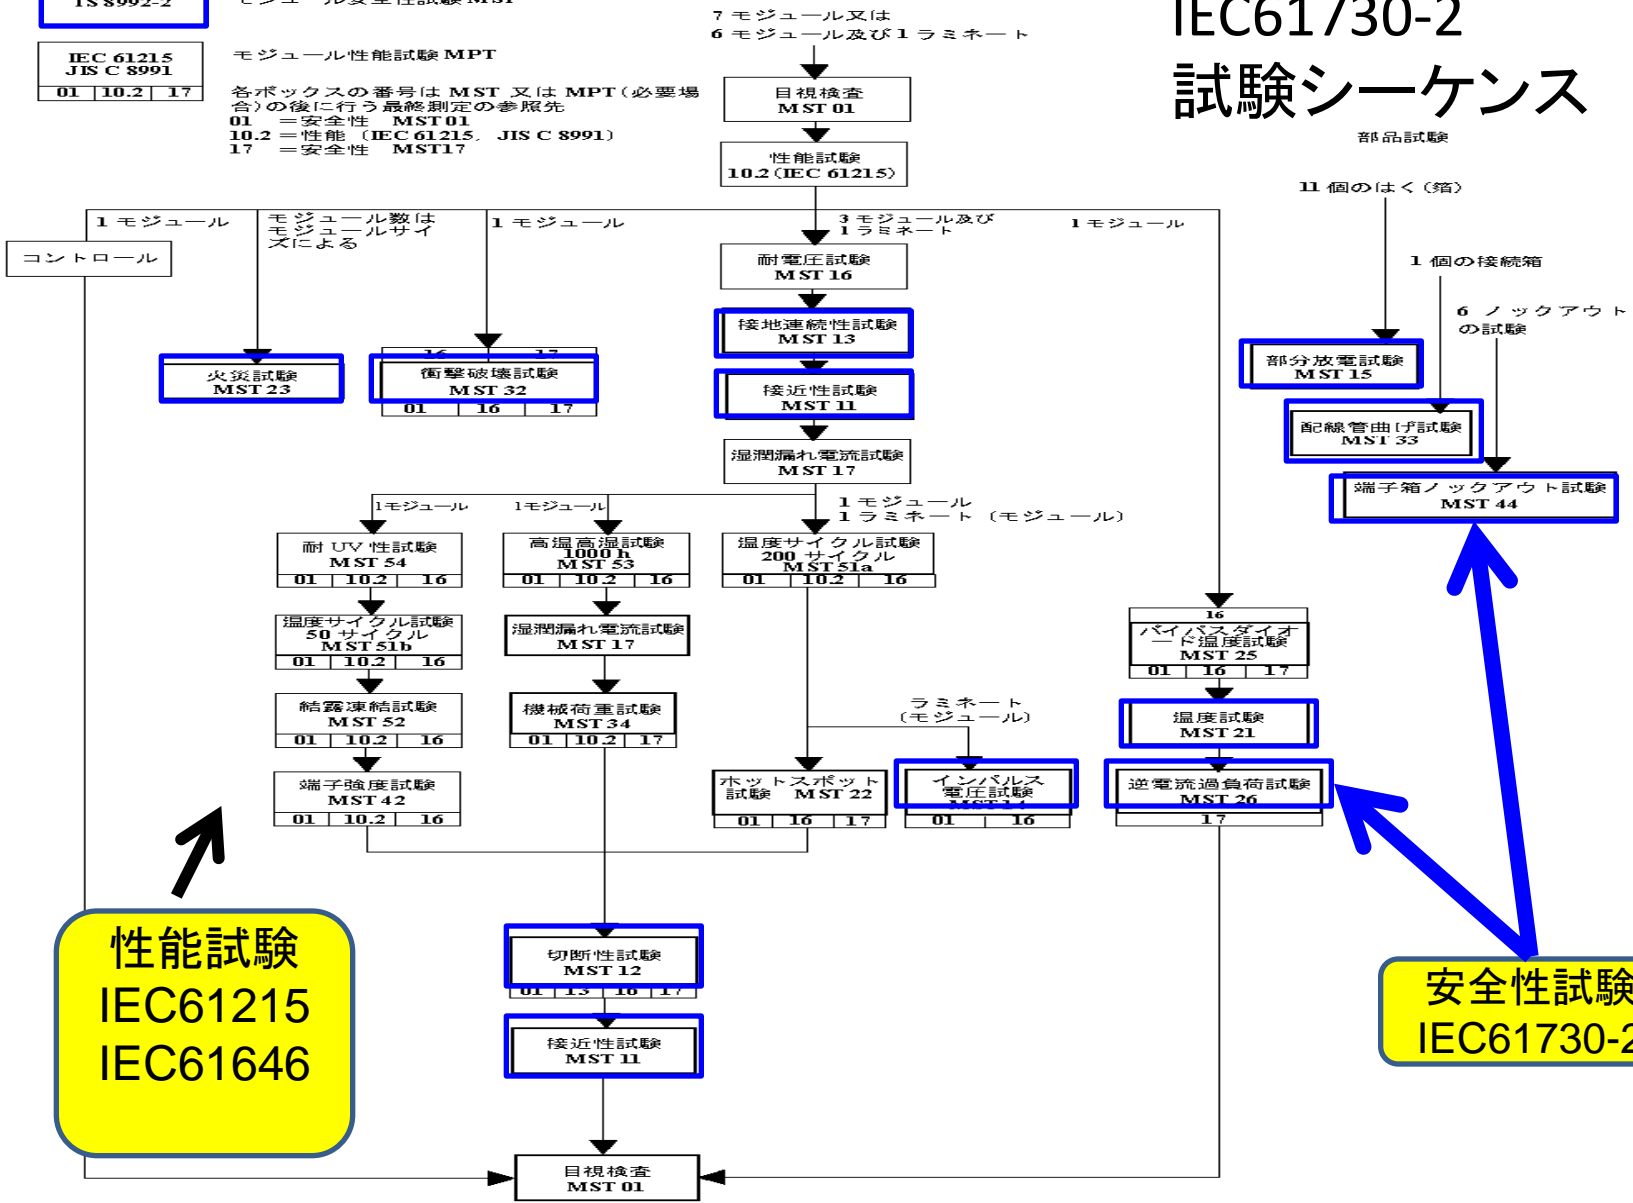 TS 8992-2
モジュール安全性試験 MST
IEC 61215
JIS C 8991
01 10.2 17
モジュール性能試験 MPT
各ボックスの番号は MST 又は MPT(必要場
合)の後に行う最終測定の参照先
01 =安全性 MST 01
10.2 =性能 (IEC 61215, JIS C 8991)
17 =安全性 MST17
7 モジュール又は
6 モジュール及び 1 ラミネート
IEC61730-2
試験シーケンス
目視検査
MST 01
性能試験
10.2 (IEC 61215)
部品試験
11 個のはく (箔)
1 個の接続箱
6 ノックアウト
の試験
部分放電試験
MST 15
配線管曲げ試験
MST 33
端子箱ノックアウト試験
MST 44
1 モジュール
モジュール数は
モジュールサイ
ズによる
1 モジュール
3 モジュール及び
1 ラミネート
1 モジュール
コントロール
火災試験
MST 23
16 17
衝撃破壊試験
MST 32
01 16 17
耐電圧試験
MST 16
接地連続性試験
MST 13
接近性試験
MST 11
湿潤漏れ電流試験
MST 17
1モジュール
1モジュール
1 モジュール
1 ラミネート (モジュール)
耐 UV 性試験
MST 54
01 10.2 16
高温高湿試験
1000 h
MST 53
01 10.2 16
温度サイクル試験
200 サイクル
MST 51a
01 10.2 16
温度サイクル試験
50 サイクル
MST 51b
01 10.2 16
湿潤漏れ電流試験
MST 17
16
バイパスダイオ
ード温度試験
MST 25
01 16 17
結露凍結試験
MST 52
01 10.2 16
機械荷重試験
MST 34
01 10.2 17
ラミネート
(モジュール)
温度試験
MST 21
端子強度試験
MST 42
01 10.2 16
ホットスポット
試験 MST 22
01 16 17
インパルス
電圧試験
MST 14
01 16
逆電流過負荷試験
MST 26
17
切断性試験
MST 12
01 13 16 17
接近性試験
MST 11
目視検査
MST 01
性能試験
IEC61215
IEC61646
安全性試験
IEC61730-2